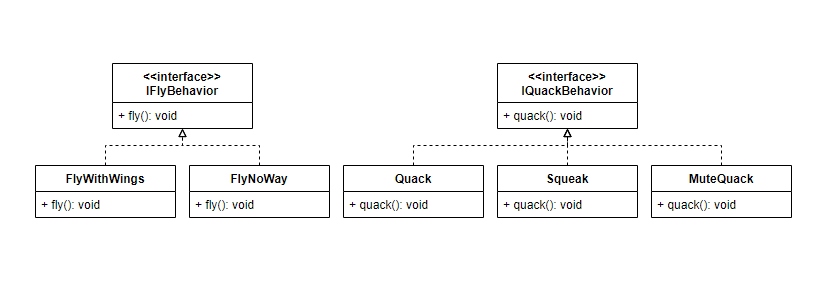 <<interface>>
IFlyBehavior
+ fly(): void
<<interface>>
IQuackBehavior
+ quack(): void
FlyWithWings
+ fly(): void
FlyNoWay
+ fly(): void
Quack
+ quack(): void
Squeak
+ quack(): void
MuteQuack
+ quack(): void